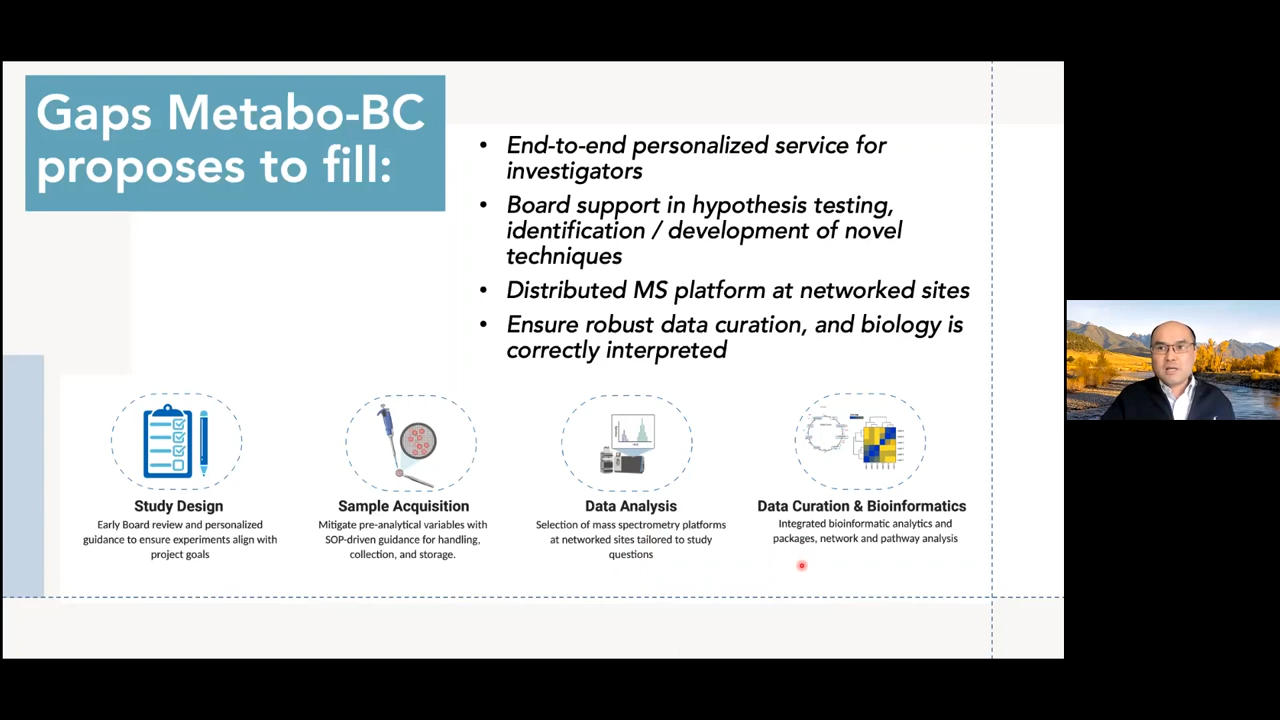 Gaps Metabo-BC
proposes to fill:
• End-to-end personalized service for
investigators
• Board support in hypothesis testing,
identification / development of novel
techniques
• Distributed MS platform at networked sites
• Ensure robust data curation, and biology is
correctly interpreted
Study Design
Early Board review and personalized
guidance to ensure experiments align with
project goals
Sample Acquisition
Mitigate pre-analytical variables with
SOP-driven guidance for handling,
collection, and storage.
Data Analysis
Selection of mass spectrometry platforms
at networked sites tailored to study
questions
Data Curation & Bioinformatics
Integrated bioinformatic analytics and
packages, network and pathway analysis